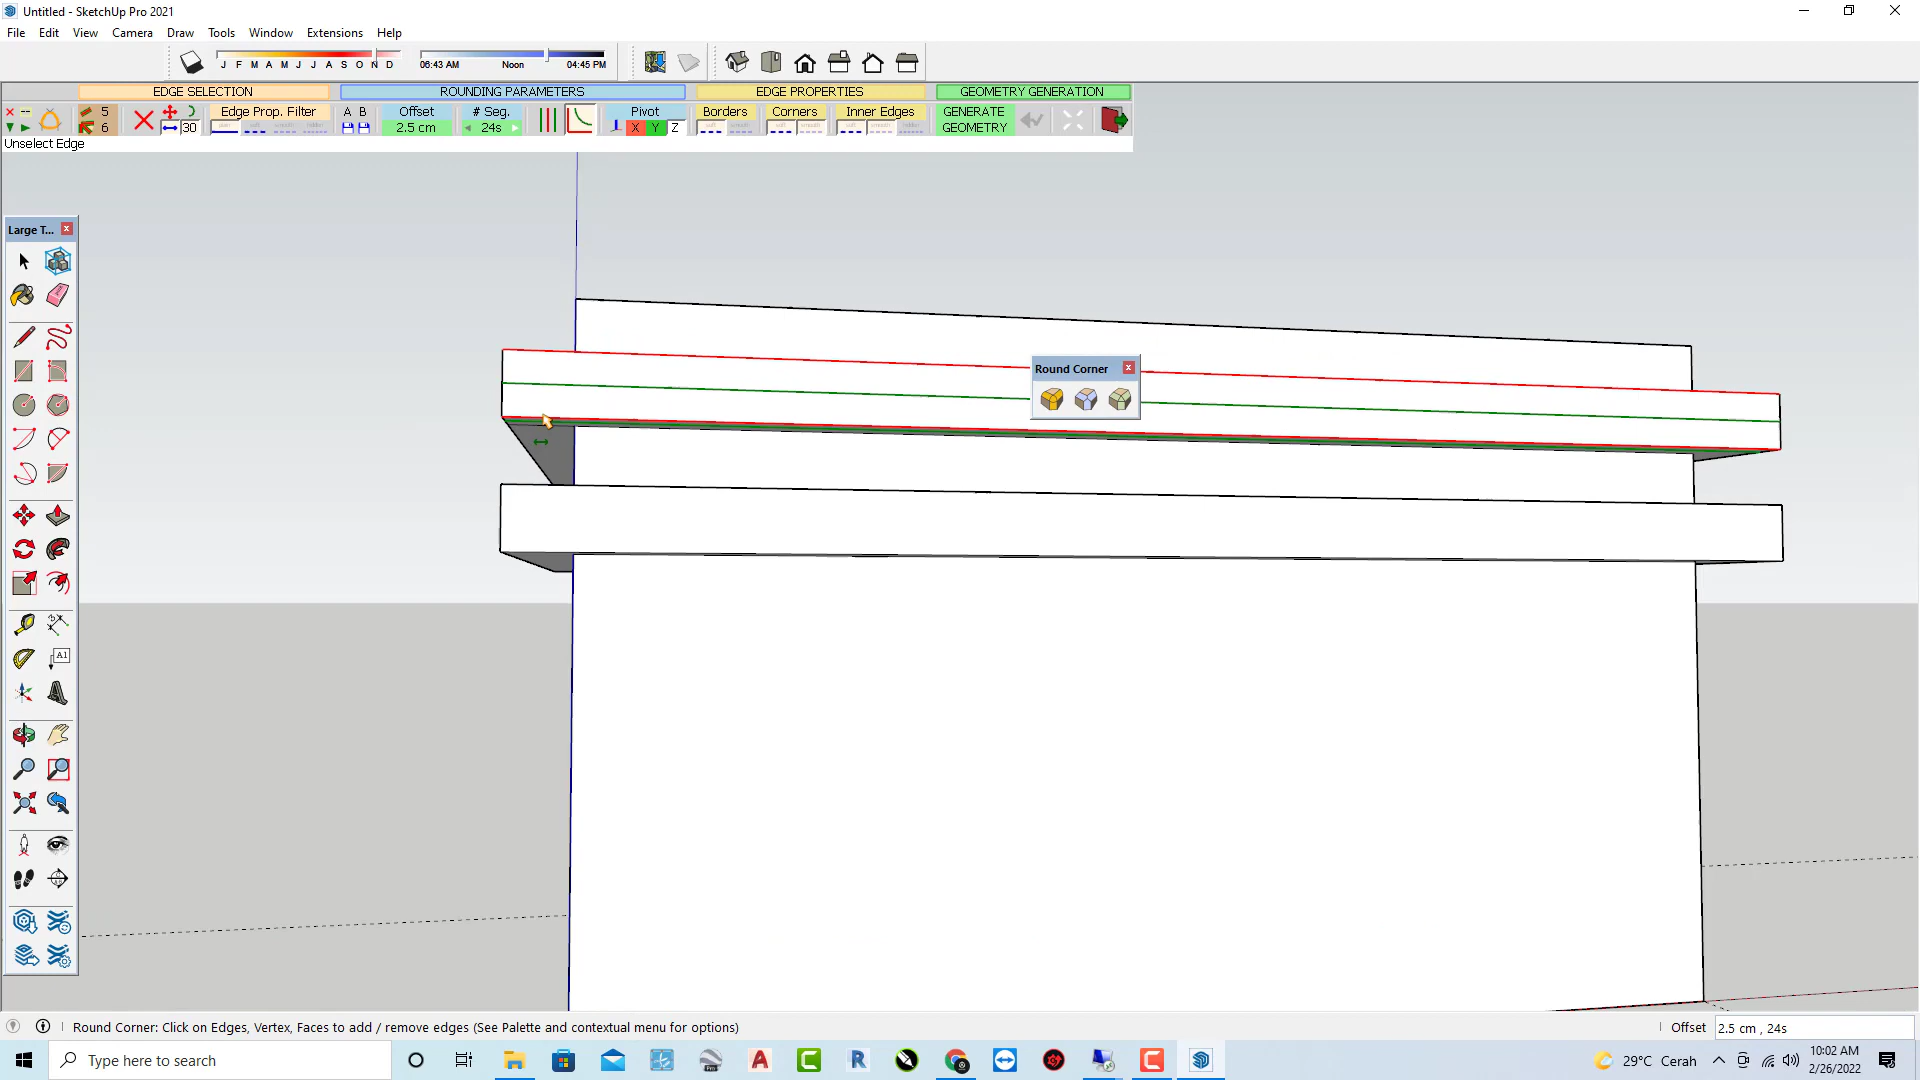 Untitled - SketchUp Pro 2021
File Edit View Camera Draw Tools Window Extensions Help
J F M A M J J A S O N D
06:43 AM Noon 04:45 PM
EDGE SELECTION ROUNDING PARAMETERS EDGE PROPERTIES GEOMETRY GENERATION
5 Edge Prop. Filter A B Offset # Seg. Pivot Borders Corners Inner Edges GENERATE
6 30 2.5 cm 24s X Y Z GEOMETRY
Unselect Edge
Large T...
Round Corner
A1
Round Corner: Click on Edges, Vertex, Faces to add / remove edges (See Palette and contextual menu for options)
Offset 2.5 cm , 24s
Type here to search
29°C Cerah
10:02 AM
2/26/2022